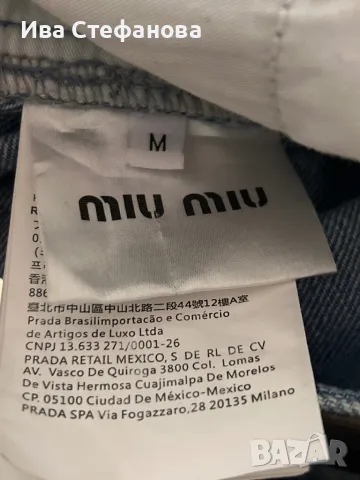 Ива Стефанова
M
miu miu
886
臺北市中山區中山北路二段44號12樓A室
Prada Brasilimportacão e Comércio
de Artigos de Luxo Ltda
CNPJ 13.633 271/0001-26
PRADA RETAIL MEXICO, S DE RL DE CV
AV. Vasco De Quiroga 3800 Col. Lomas
De Vista Hermosa Cuajimalpa De Morelos
CP. 05100 Ciudad De México-Mexico
PRADA SPA Via Fogazzaro,28 20135 Milano
BAZAR